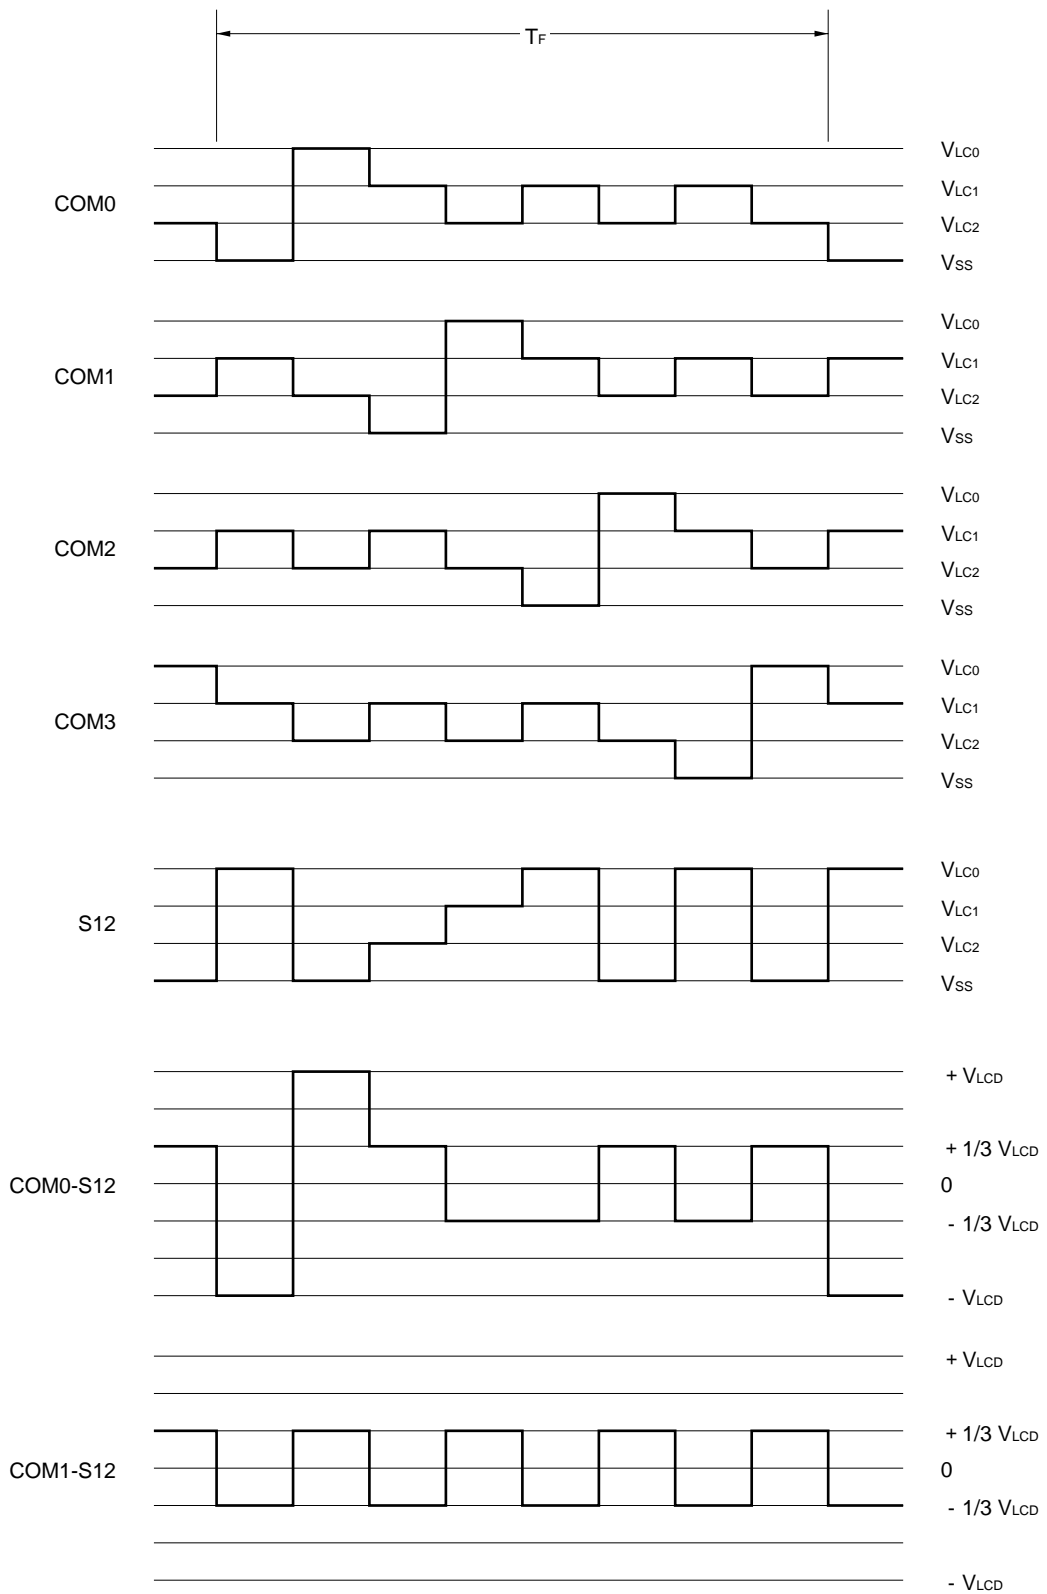 TF
COM0
VLC0
VLC1
VLC2
VSS
COM1
VLC0
VLC1
VLC2
VSS
COM2
VLC0
VLC1
VLC2
VSS
COM3
VLC0
VLC1
VLC2
VSS
S12
VLC0
VLC1
VLC2
VSS
COM0-S12
+ VLCD
+ 1/3 VLCD
0
- 1/3 VLCD
- VLCD
COM1-S12
+ VLCD
+ 1/3 VLCD
0
- 1/3 VLCD
- VLCD